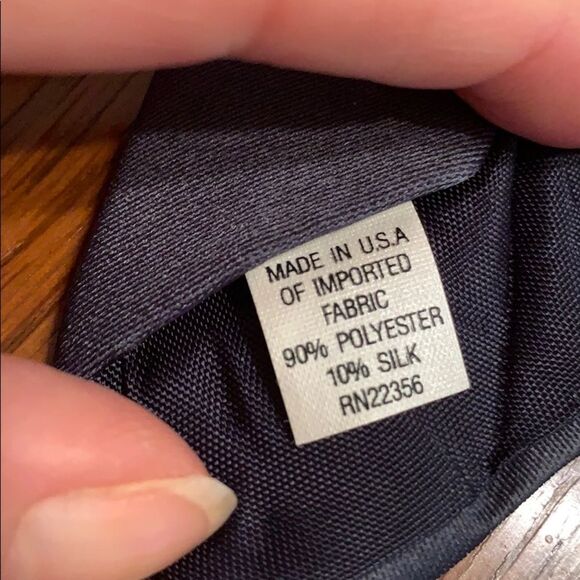 MADE IN U.S.A
OF IMPORTED
FABRIC
90% POLYESTER
10% SILK
RN22356